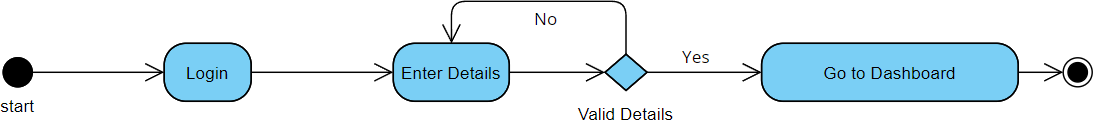 No
Login
Enter Details
Yes
Go to Dashboard
start
Valid Details